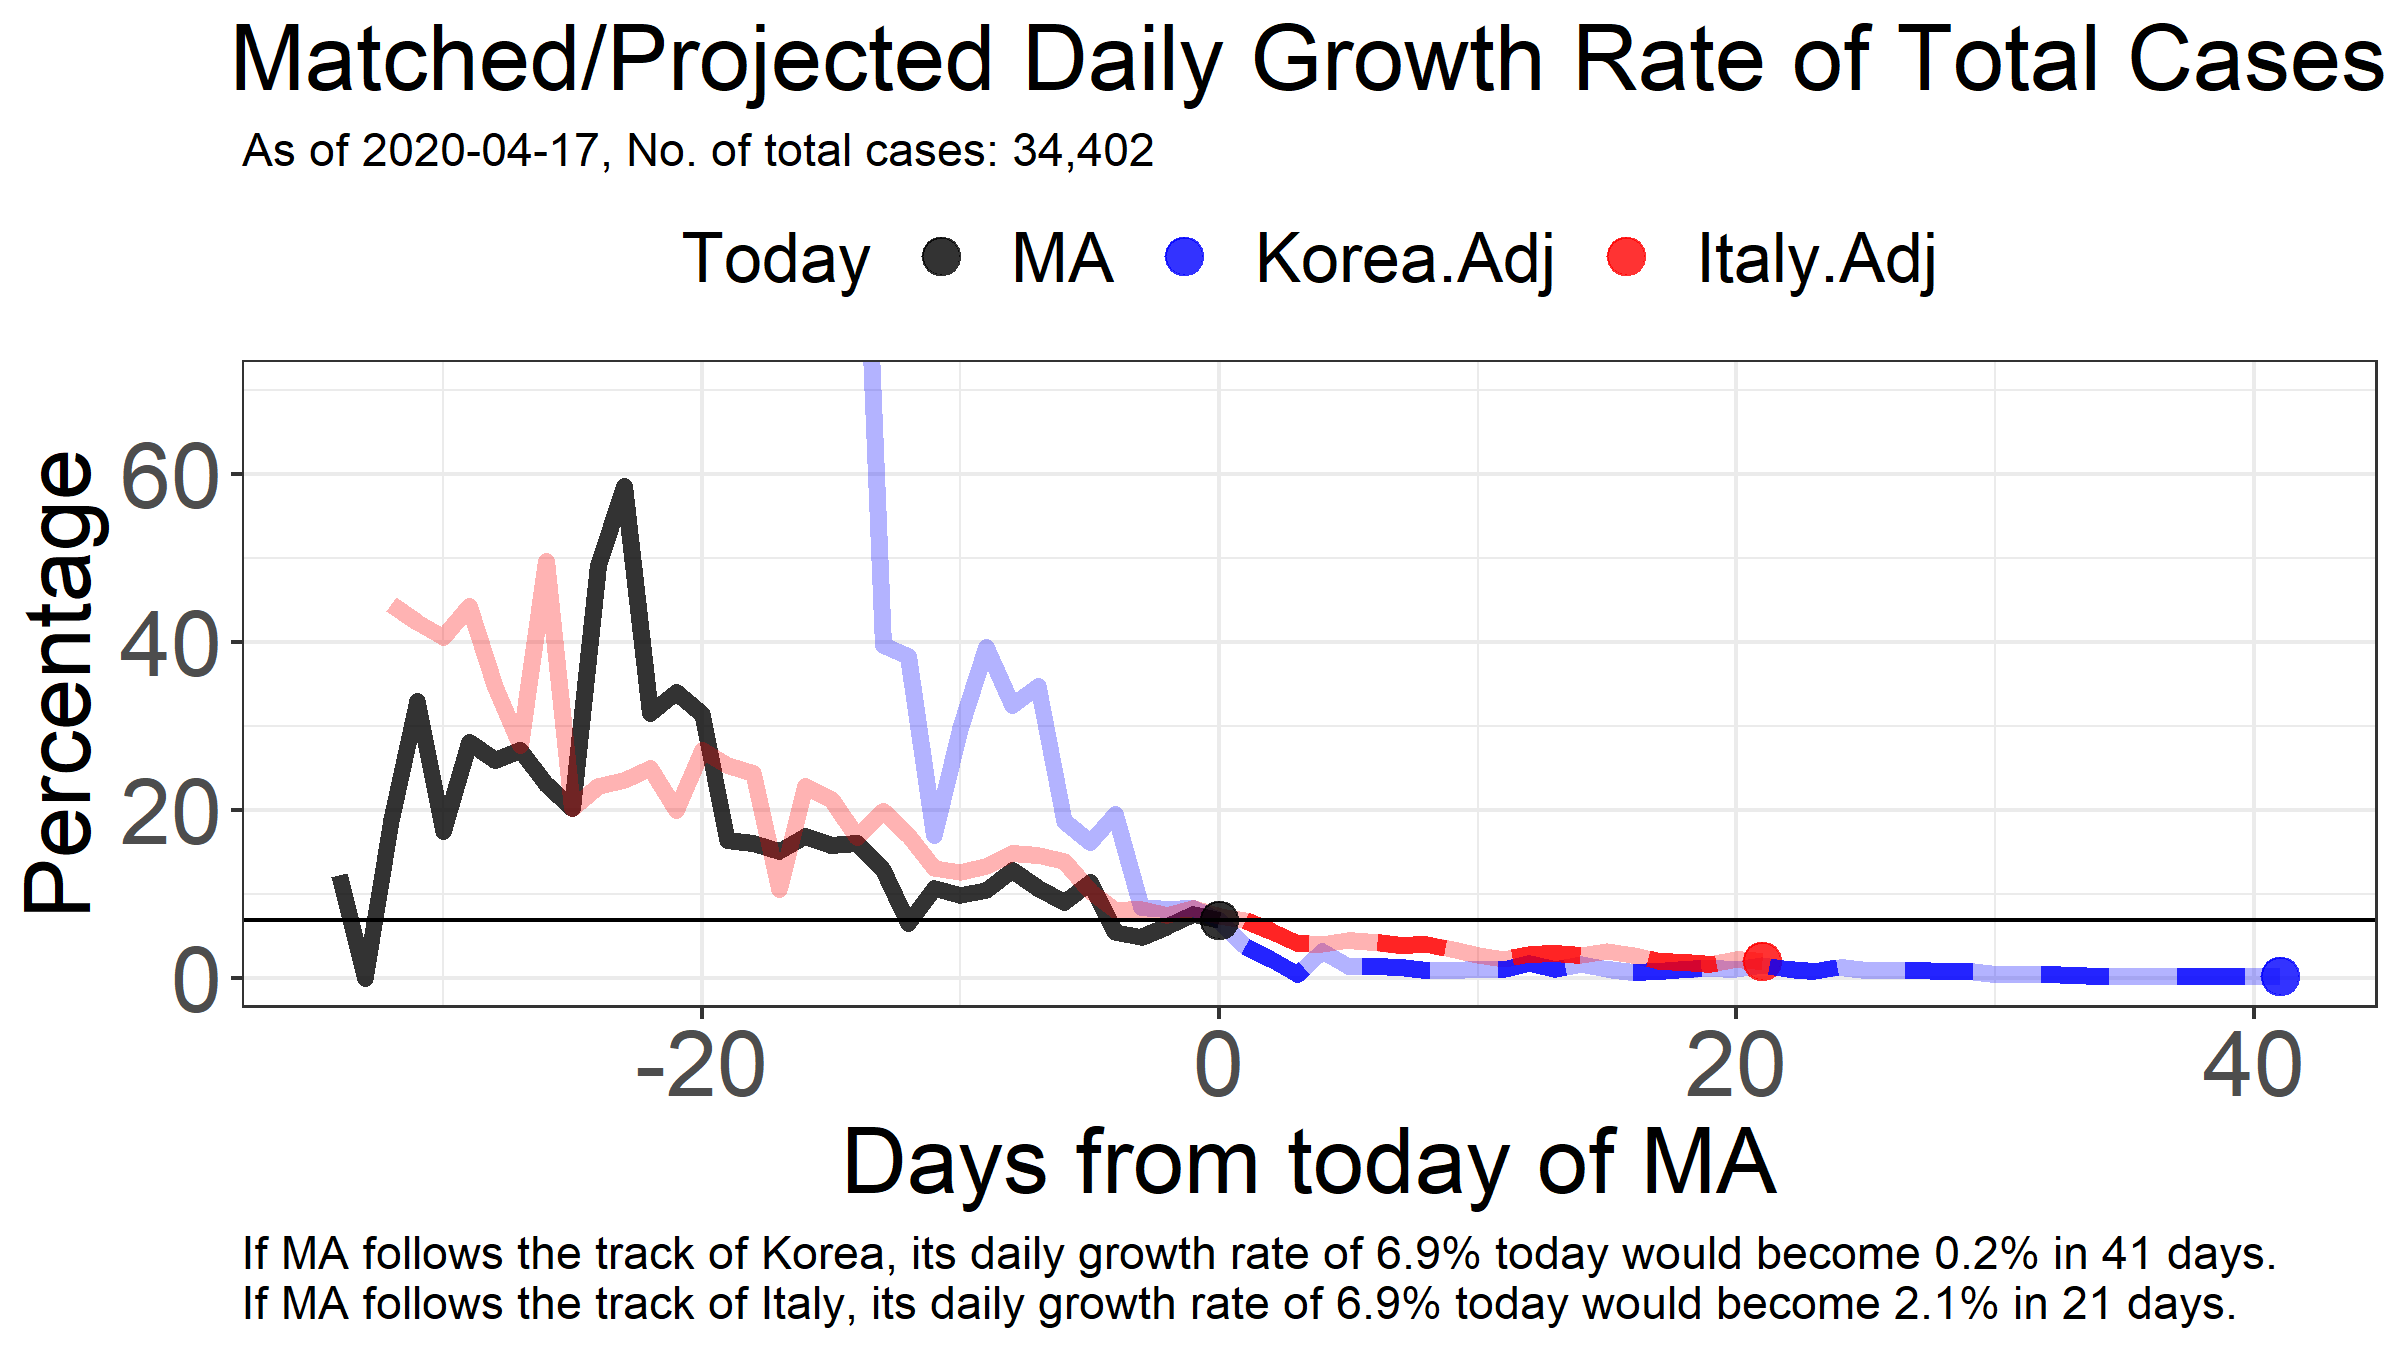 Matched/Projected Daily Growth Rate of Total Cases
As of 2020-04-17, No. of total cases: 34,402
Today MA Korea.Adj Italy.Adj
Percentage
60
40
20
0
-20 0 20 40
Days from today of MA
If MA follows the track of Korea, its daily growth rate of 6.9% today would become 0.2% in 41 days.
If MA follows the track of Italy, its daily growth rate of 6.9% today would become 2.1% in 21 days.